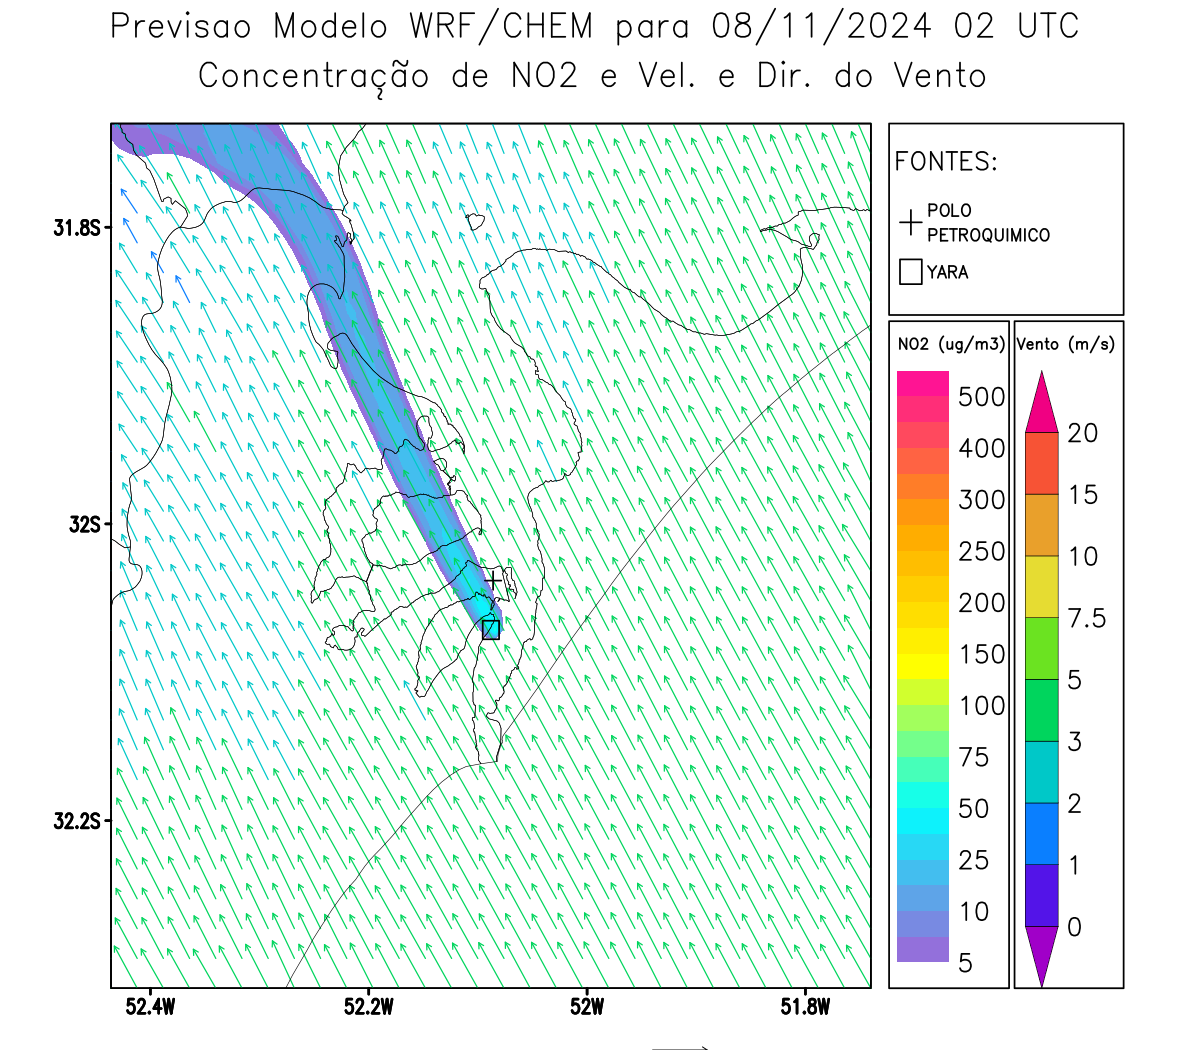 Previsao Modelo WRF/CHEM para 08/11/2024 02 UTC
Concentração de NO2 e Vel. e Dir. do Vento
FONTES:
POLO
PETROQUIMICO
YARA
NO2 (ug/m3)
500
400
300
250
200
150
100
75
50
25
10
5
Vento (m/s)
20
15
10
7.5
5
3
2
1
0
31.8S
32S
32.2S
52.4W
52.2W
52W
51.8W